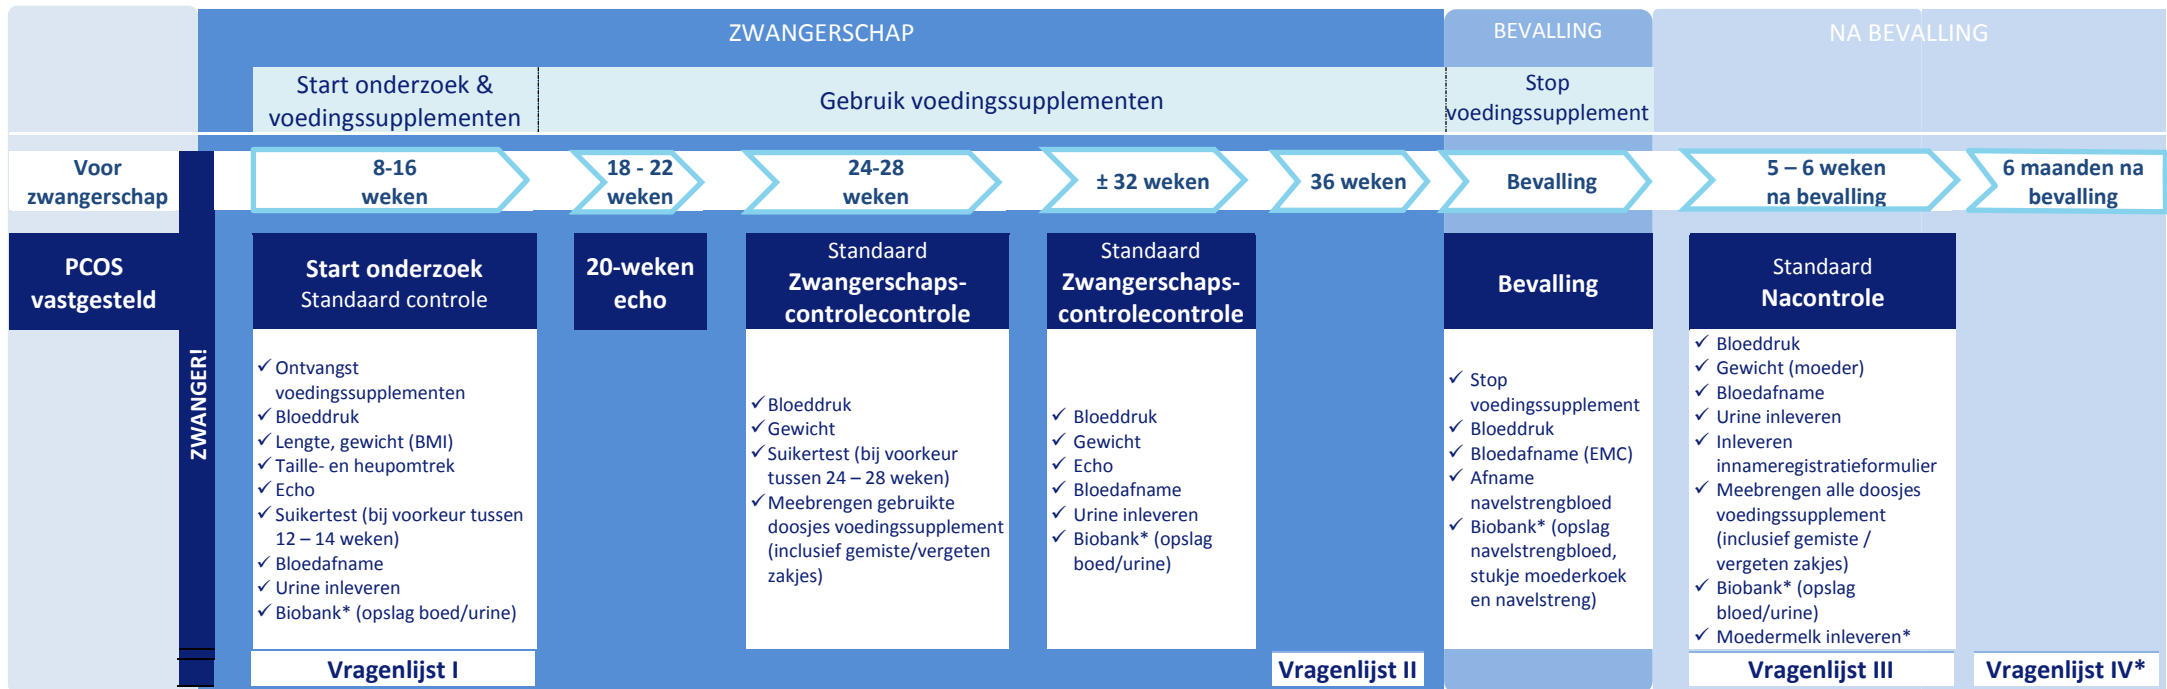 ZWANGERSCHAP
BEVALLING
NA BEVALLING
Start onderzoek &
voedingssupplementen
Gebruik voedingssupplementen
Stop
voedingssupplement
Voor
zwangerschap
8-16
weken
18 - 22
weken
24-28
weken
± 32 weken
36 weken
Bevalling
5 – 6 weken
na bevalling
6 maanden na
bevalling
PCOS
vastgesteld
ZWANGER!
Start onderzoek
Standaard controle
20-weken
echo
Standaard
Zwangerschaps-
controlecontrole
Standaard
Zwangerschaps-
controlecontrole
Bevalling
Standaard
Nacontrole
✓ Ontvangst
voedingssupplementen
✓ Bloeddruk
✓ Lengte, gewicht (BMI)
✓ Taille- en heupomtrek
✓ Echo
✓ Suikertest (bij voorkeur tussen
12 – 14 weken)
✓ Bloedafname
✓ Urine inleveren
✓ Biobank* (opslag boed/urine)
✓ Bloeddruk
✓ Gewicht
✓ Suikertest (bij voorkeur
tussen 24 – 28 weken)
✓ Meebrengen gebruikte
doosjes voedingssupplement
(inclusief gemiste/vergeten
zakjes)
✓ Bloeddruk
✓ Gewicht
✓ Echo
✓ Bloedafname
✓ Urine inleveren
✓ Biobank* (opslag
boed/urine)
✓ Stop
voedingssupplement
✓ Bloeddruk
✓ Bloedafname (EMC)
✓ Afname
navelstrengbloed
✓ Biobank* (opslag
navelstrengbloed,
stukje moederkoek
en navelstreng)
✓ Bloeddruk
✓ Gewicht (moeder)
✓ Bloedafname
✓ Urine inleveren
✓ Inleveren
innameregistratieformulier
✓ Meebrengen alle doosjes
voedingssupplement
(inclusief gemiste /
vergeten zakjes)
✓ Biobank* (opslag
bloed/urine)
✓ Moedermelk inleveren*
Vragenlijst I
Vragenlijst II
Vragenlijst III
Vragenlijst IV*